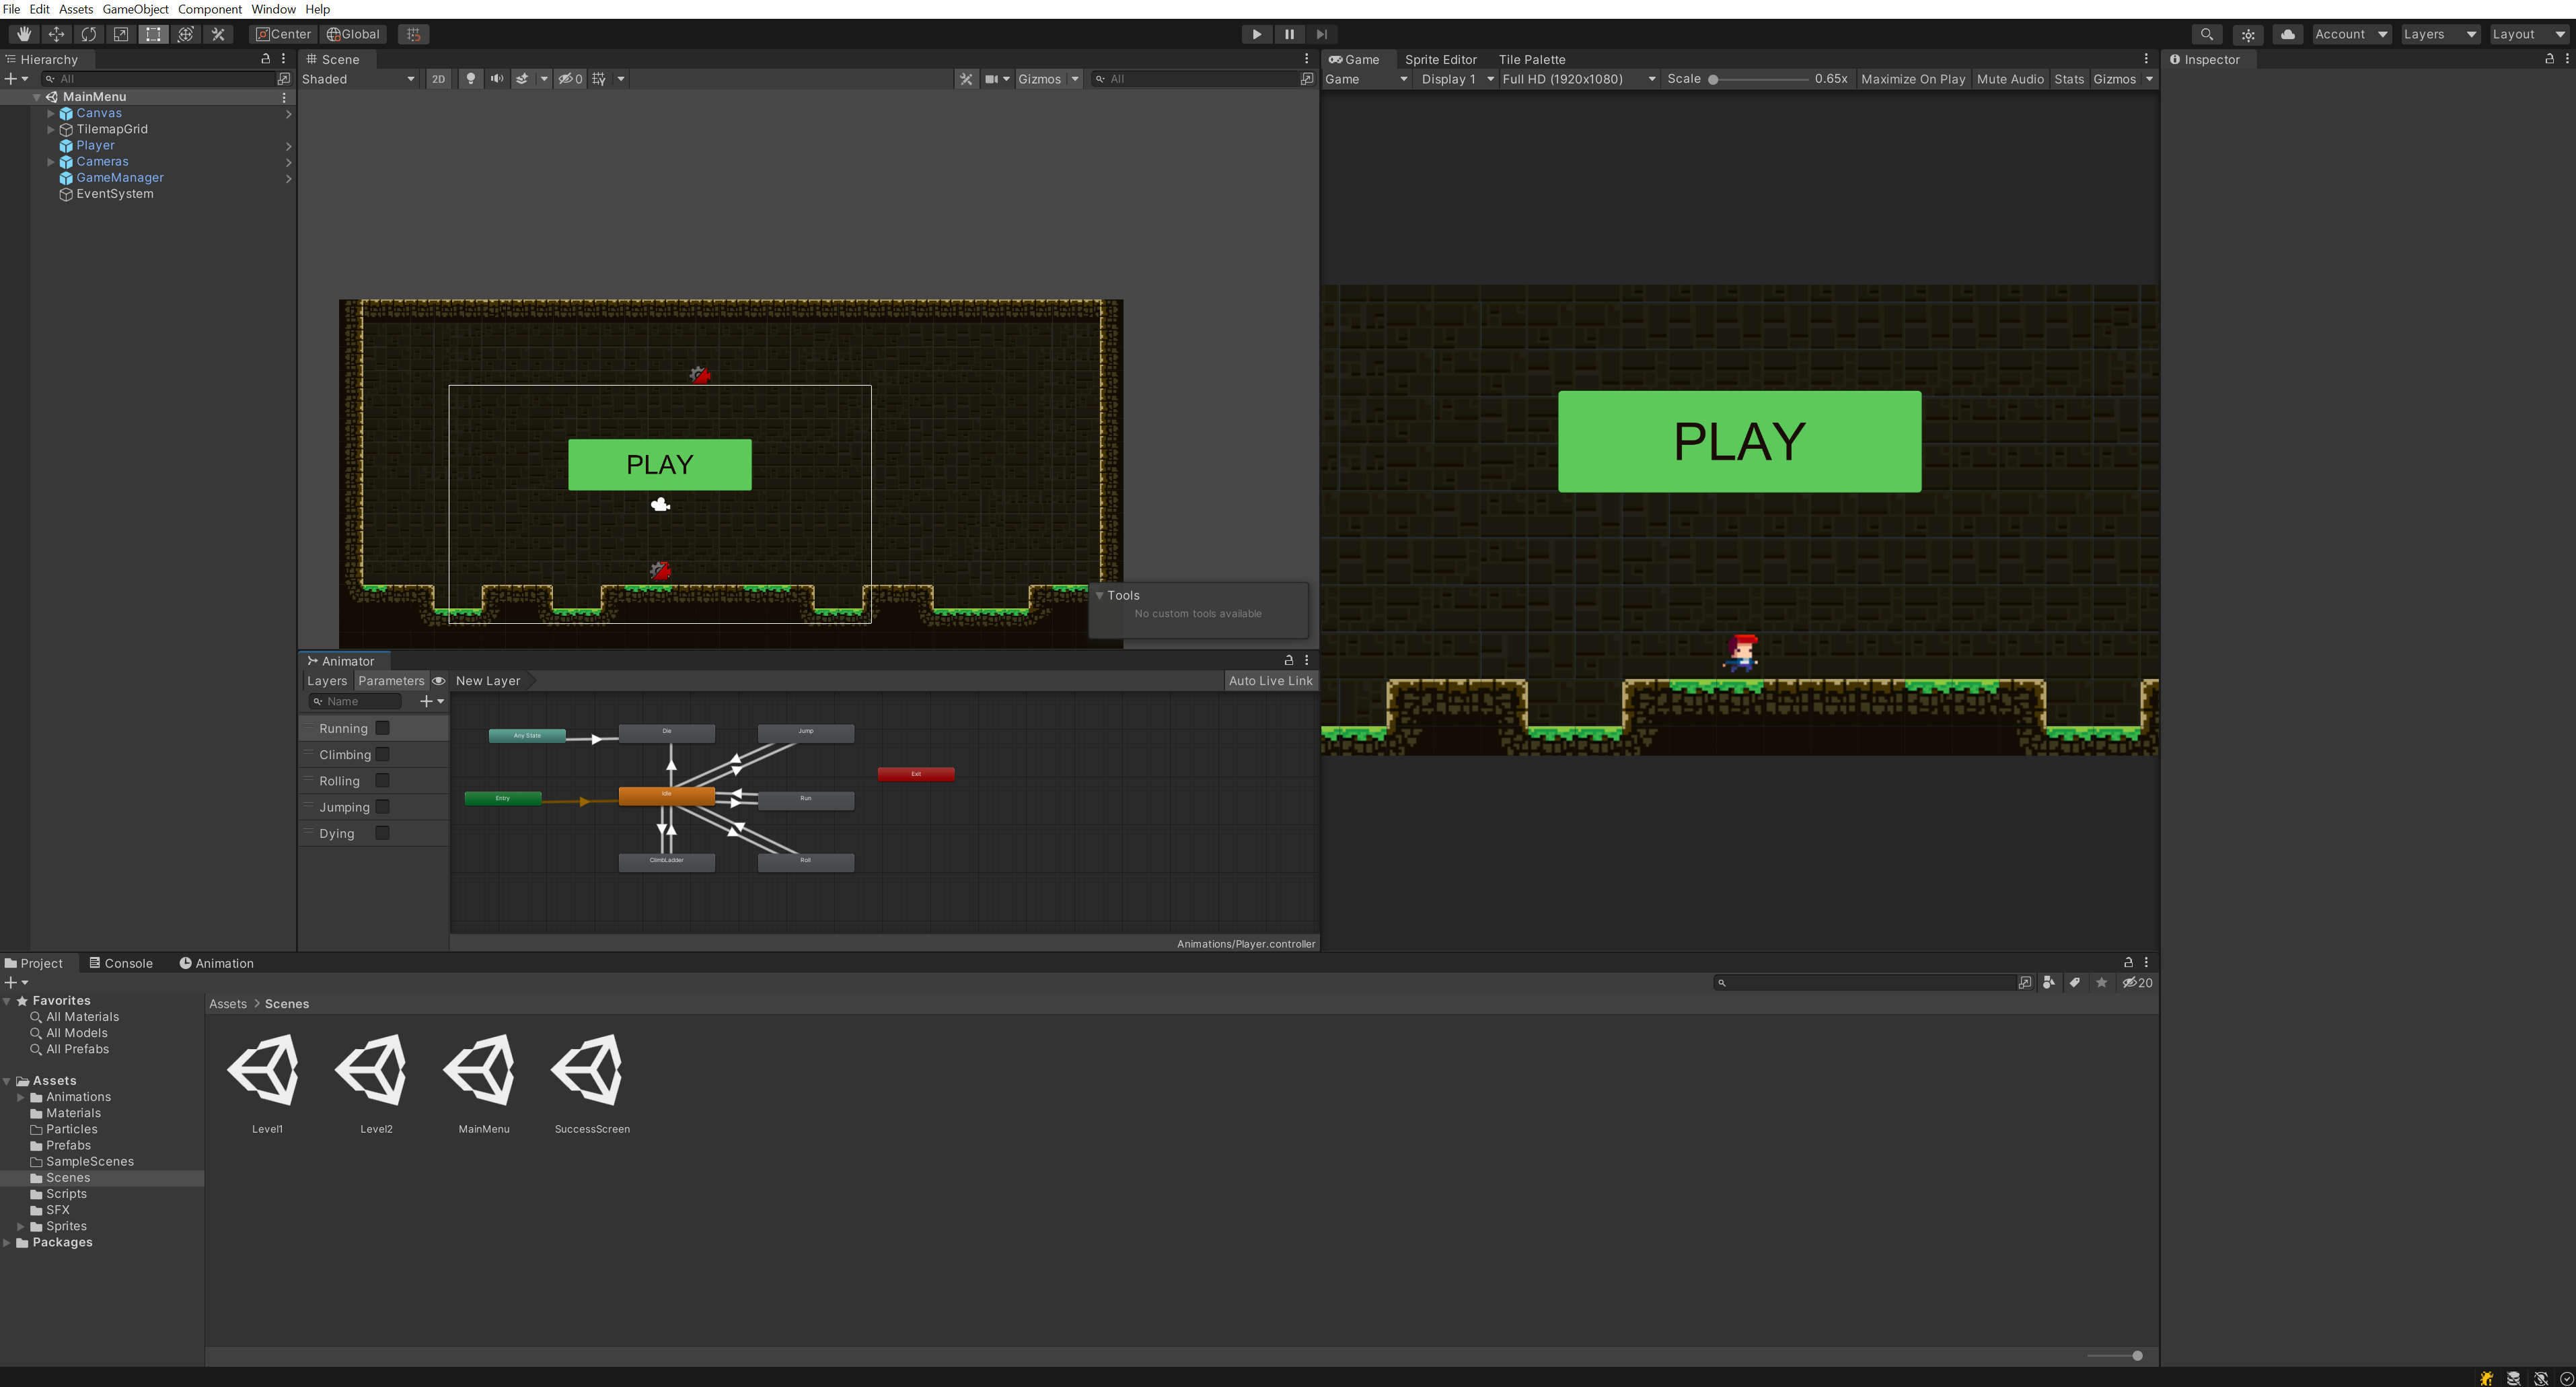 File Edit Assets GameObject Component Window Help
Center Global
Account Layers Layout
Hierarchy
All
MainMenu
Canvas
TilemapGrid
Player
Cameras
GameManager
EventSystem
Scene
Shaded 2D 0 Gizmos All
PLAY
Tools
No custom tools available
Game Sprite Editor Tile Palette
Game Display 1 Full HD (1920x1080) Scale 0.65x Maximize On Play Mute Audio Stats Gizmos
PLAY
Inspector
Animator
Layers Parameters New Layer Auto Live Link
Name
Running
Climbing
Rolling
Jumping
Dying
Any State Die Jump
Exit
Entry Idle Run
ClimbLadder Roll
Animations/Player.controller
Project Console Animation
20
Favorites
All Materials
All Models
All Prefabs
Assets
Animations
Materials
Particles
Prefabs
SampleScenes
Scenes
Scripts
SFX
Sprites
Packages
Assets > Scenes
Level1 Level2 MainMenu SuccessScreen